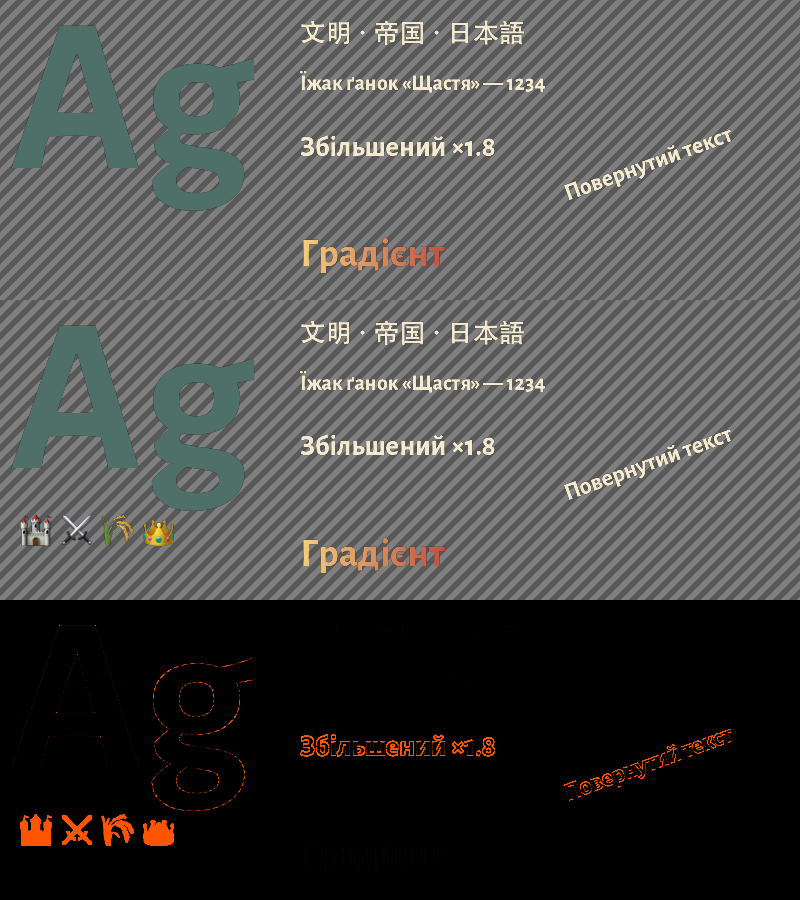 Ag
文明 · 帝国 · 日本語
Їжак ґанок «Щастя» — 1234
Збільшений ×1.8
Повернутий текст
Градієнт
Ag
文明 · 帝国 · 日本語
Їжак ґанок «Щастя» — 1234
Збільшений ×1.8
Повернутий текст
🏰 ⚔️ 🌾 👑
Градієнт
Ag
Збільшений ×1.8
Повернутий текст